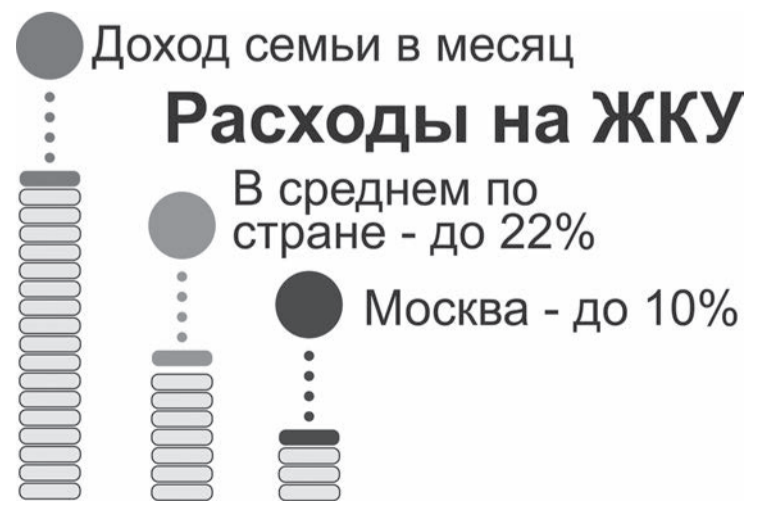 Доход семьи в месяц
Расходы на ЖКУ
В среднем по
стране - до 22%
Москва - до 10%